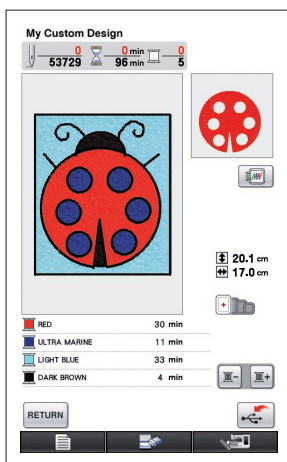 My Custom Design
0 0 min 0
53729 96 min 5
20.1 cm
17.0 cm
RED 30 min
ULTRA MARINE 11 min
LIGHT BLUE 33 min
DARK BROWN 4 min
RETURN